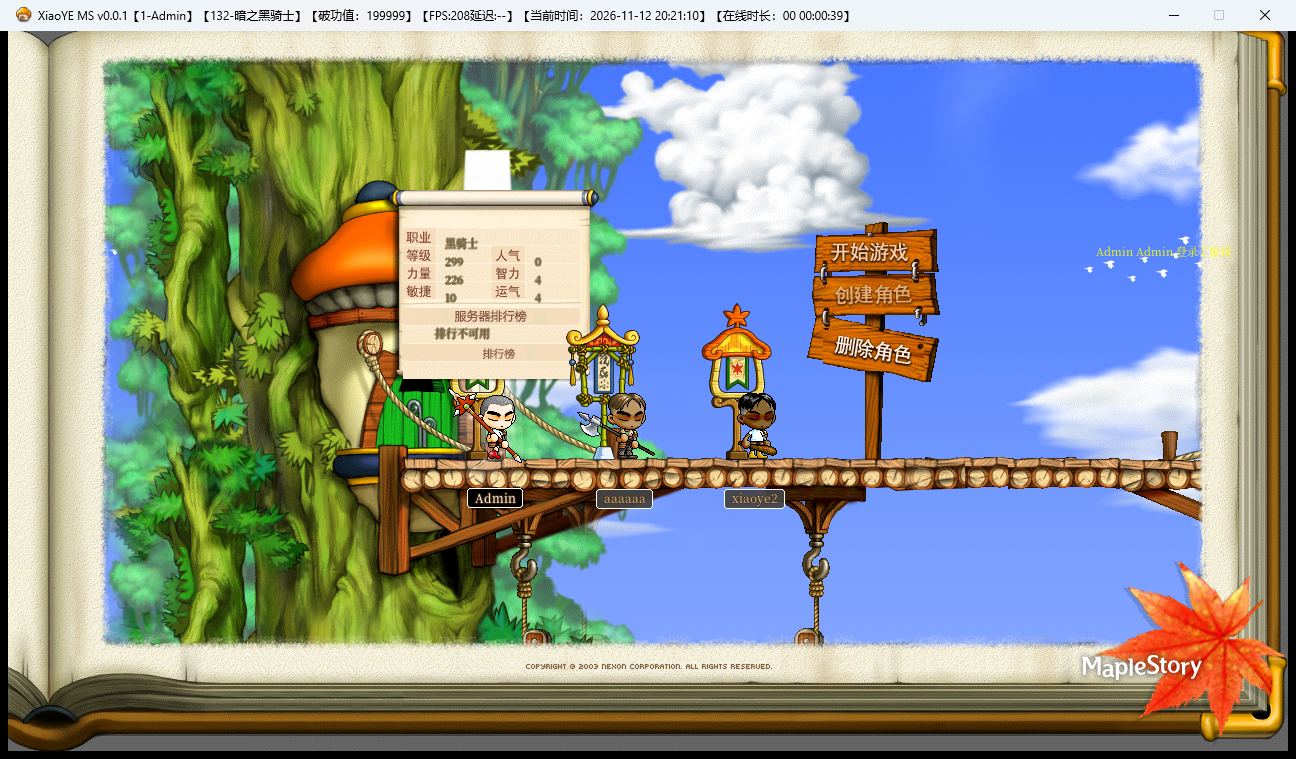 XiaoYE MS v0.0.1【1-Admin】【132-暗之黑骑士】【破功值：199999】【FPS:208延迟:--】【当前时间：2026-11-12 20:21:10】【在线时长：00 00:00:39】
职业 黑骑士
等级 299 人气 0
力量 226 智力 4
敏捷 10 运气 4
服务器排行榜
排行不可用
排行榜
开始游戏
创建角色
删除角色
Admin Admin 登录
Admin
aaaaaa
xiaoye2
COPYRIGHT © 2003 NEXON CORPORATION. ALL RIGHTS RESERVED.
MapleStory